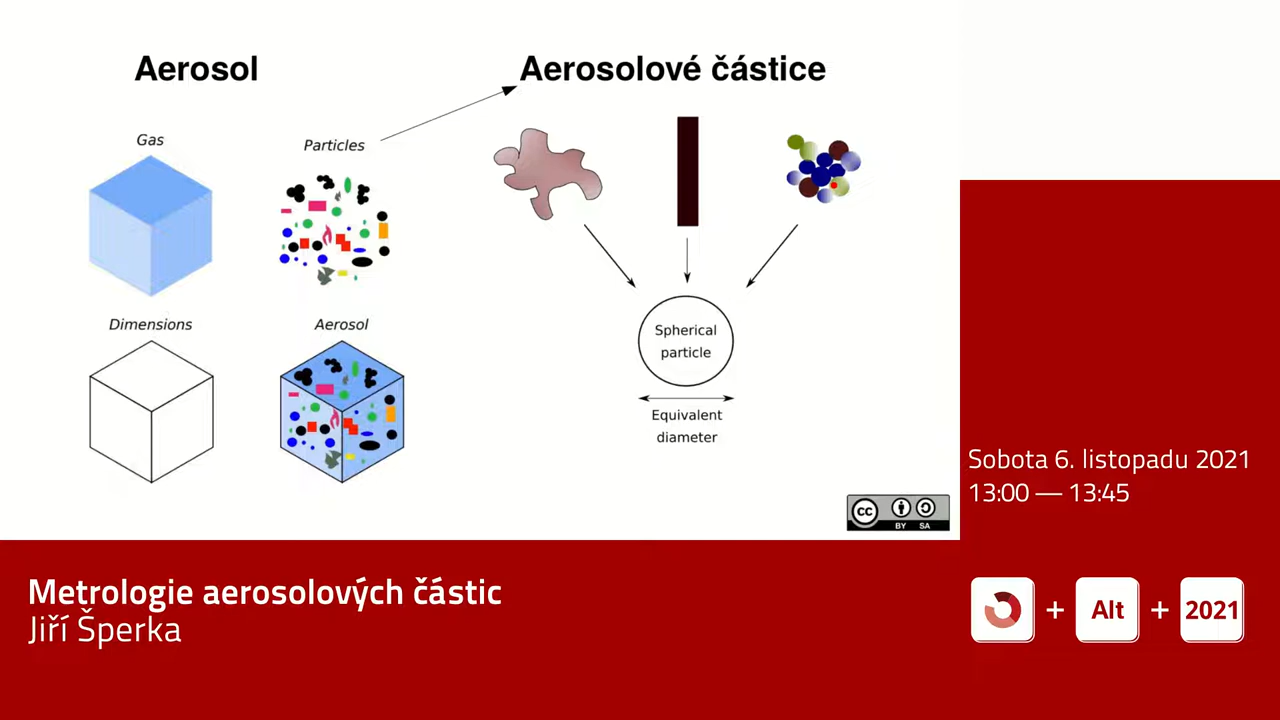 Aerosol
Aerosolové částice
Gas
Particles
Dimensions
Aerosol
Spherical
particle
Equivalent
diameter
cc
BY SA
Sobota 6. listopadu 2021
13:00 — 13:45
Metrologie aerosolových částic
Jiří Šperka
+ Alt + 2021